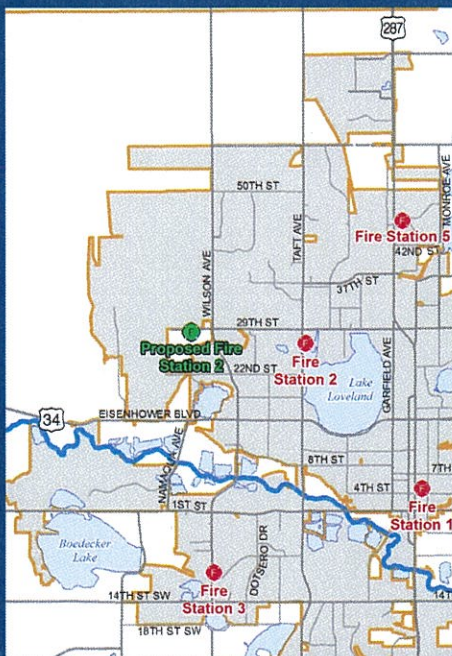 287
50TH ST
TAFT AVE
MONROE AVE
Fire Station 5
42ND ST
37TH ST
WILSON AVE
29TH ST
Proposed Fire
Station 2
22ND ST
Fire
Station 2
Lake
Loveland
GARFIELD AVE
34
EISENHOWER BLVD
NAMAQUA AVE
8TH ST
7TH
4TH ST
1ST ST
Fire
Station 1
Boedecker
Lake
DOTSERO DR
Fire
Station 3
14TH ST SW
14T
18TH ST SW
F
F
F
F
F